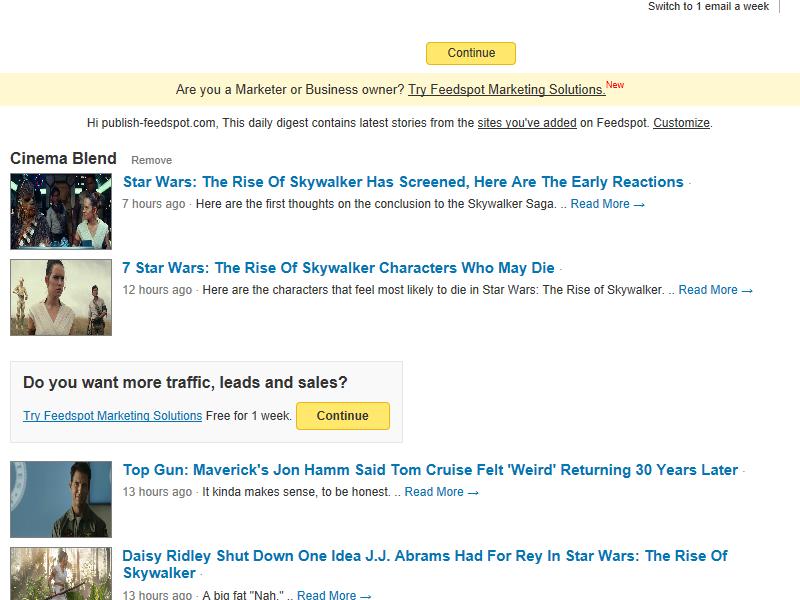 Switch to 1 email a week
Continue
Are you a Marketer or Business owner? Try Feedspot Marketing Solutions.New
Hi publish-feedspot.com, This daily digest contains latest stories from the sites you've added on Feedspot. Customize.
Cinema Blend Remove
Star Wars: The Rise Of Skywalker Has Screened, Here Are The Early Reactions ·
7 hours ago · Here are the first thoughts on the conclusion to the Skywalker Saga. .. Read More →
7 Star Wars: The Rise Of Skywalker Characters Who May Die ·
12 hours ago · Here are the characters that feel most likely to die in Star Wars: The Rise of Skywalker. .. Read More →
Do you want more traffic, leads and sales?
Try Feedspot Marketing Solutions Free for 1 week. Continue
Top Gun: Maverick's Jon Hamm Said Tom Cruise Felt 'Weird' Returning 30 Years Later ·
13 hours ago · It kinda makes sense, to be honest. .. Read More →
Daisy Ridley Shut Down One Idea J.J. Abrams Had For Rey In Star Wars: The Rise Of
Skywalker ·
13 hours ago · A big fat "Nah." .. Read More →